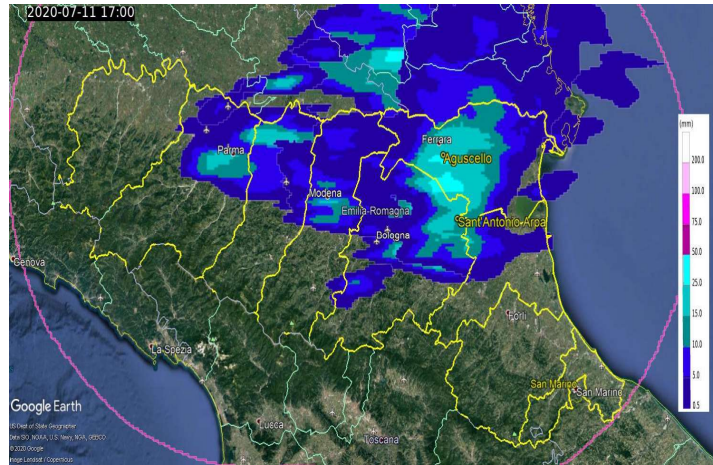 2020-07-11 17:00
(mm)
200.0
100.0
75.0
50.0
25.0
15.0
10.0
5.0
0.5
Ferrara
Aguscello
Parma
Modena
Emilia-Romagna
Sant'Antonio Arpa
Bologna
Genova
Forlì
La Spezia
San Marino
San Marino
Google Earth
Lucca
Toscana
US Dept of State Geographer
Data SIO, NOAA, U.S. Navy, NGA, GEBCO
© 2020 Google
Image Landsat / Copernicus